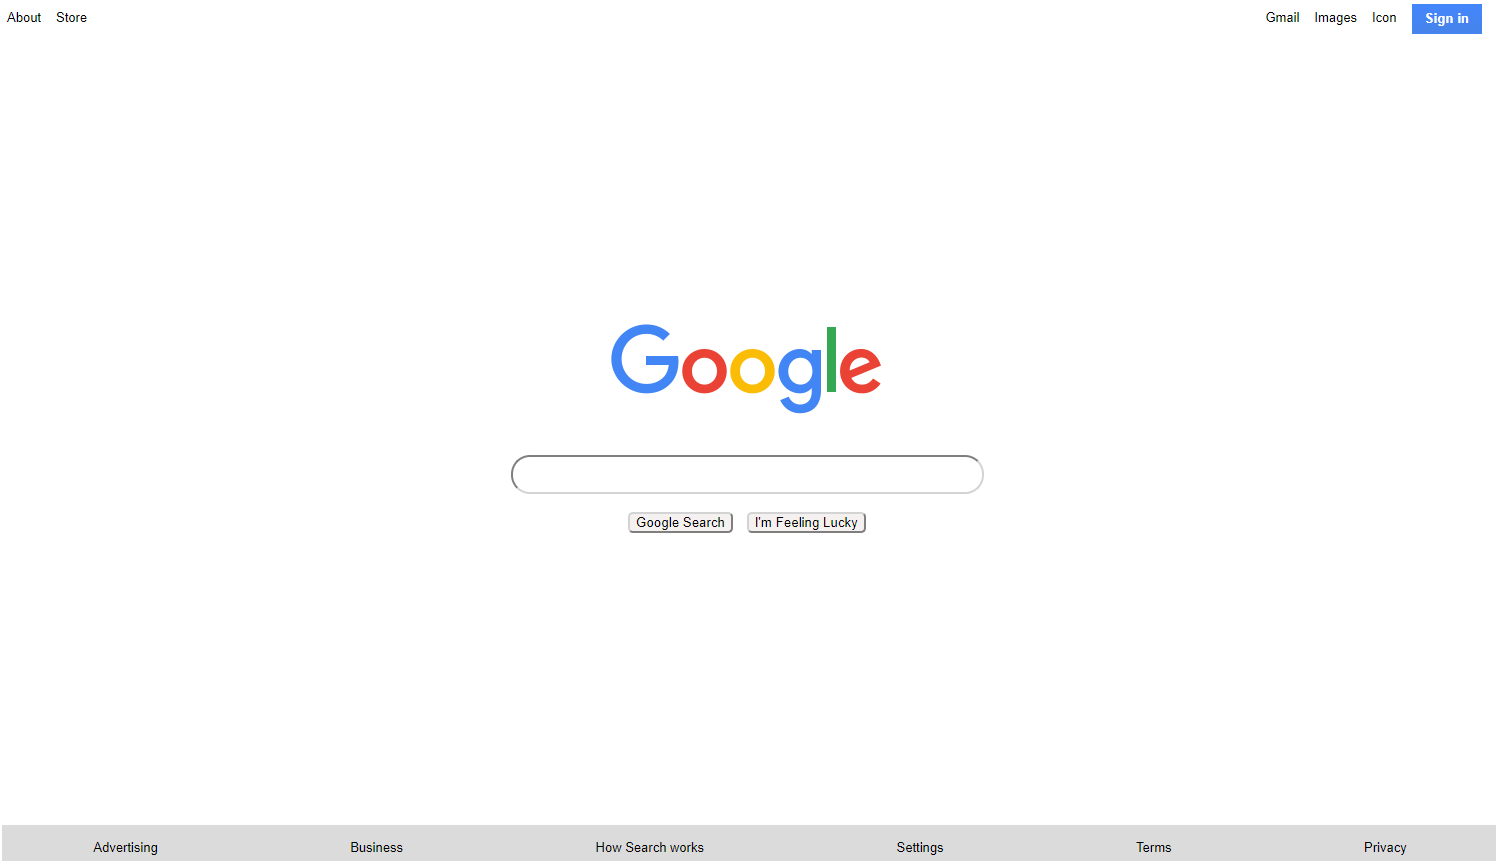 About Store Gmail Images Icon Sign in
Google
Google Search I'm Feeling Lucky
Advertising Business How Search works Settings Terms Privacy